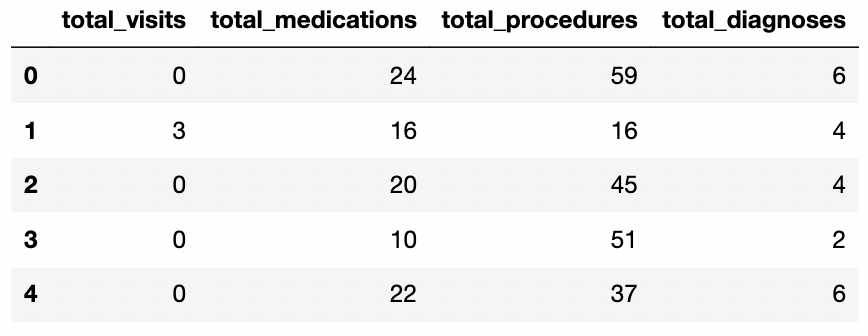 total_visits total_medications total_procedures total_diagnoses
0 0 24 59 6
1 3 16 16 4
2 0 20 45 4
3 0 10 51 2
4 0 22 37 6